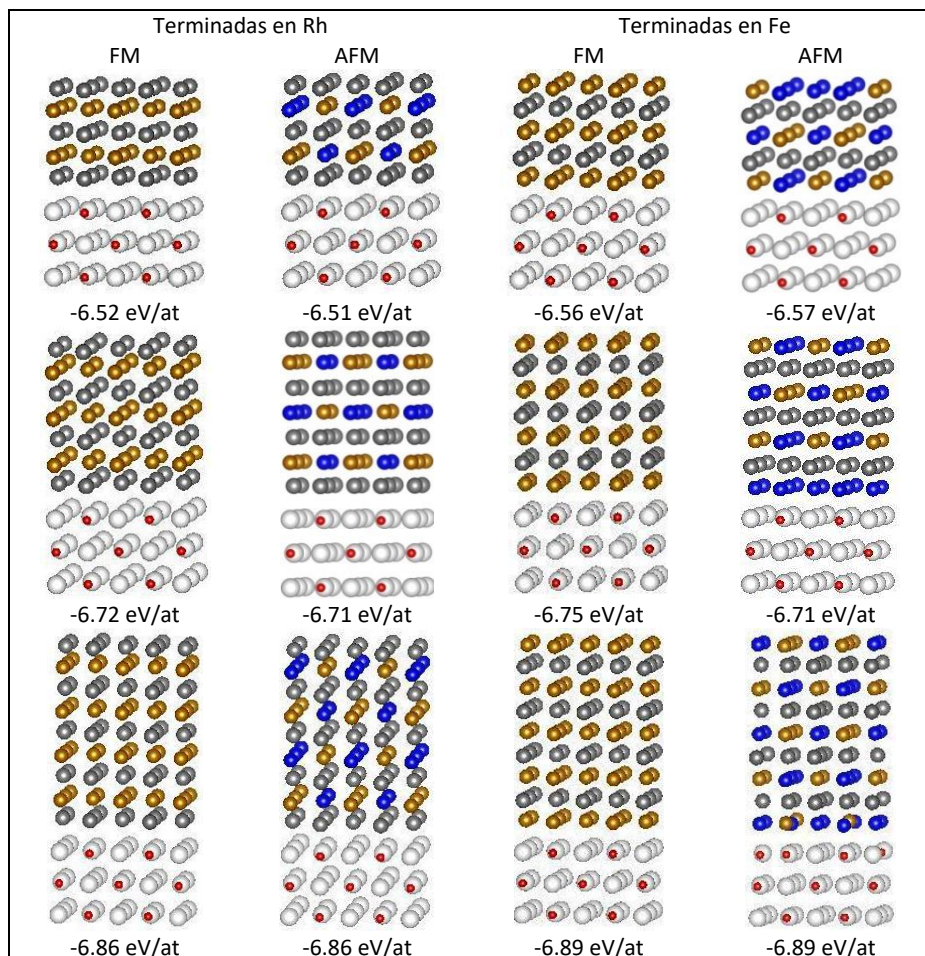 Terminadas en Rh Terminadas en Fe
FM AFM FM AFM
-6.52 eV/at -6.51 eV/at -6.56 eV/at -6.57 eV/at
-6.72 eV/at -6.71 eV/at -6.75 eV/at -6.71 eV/at
-6.86 eV/at -6.86 eV/at -6.89 eV/at -6.89 eV/at